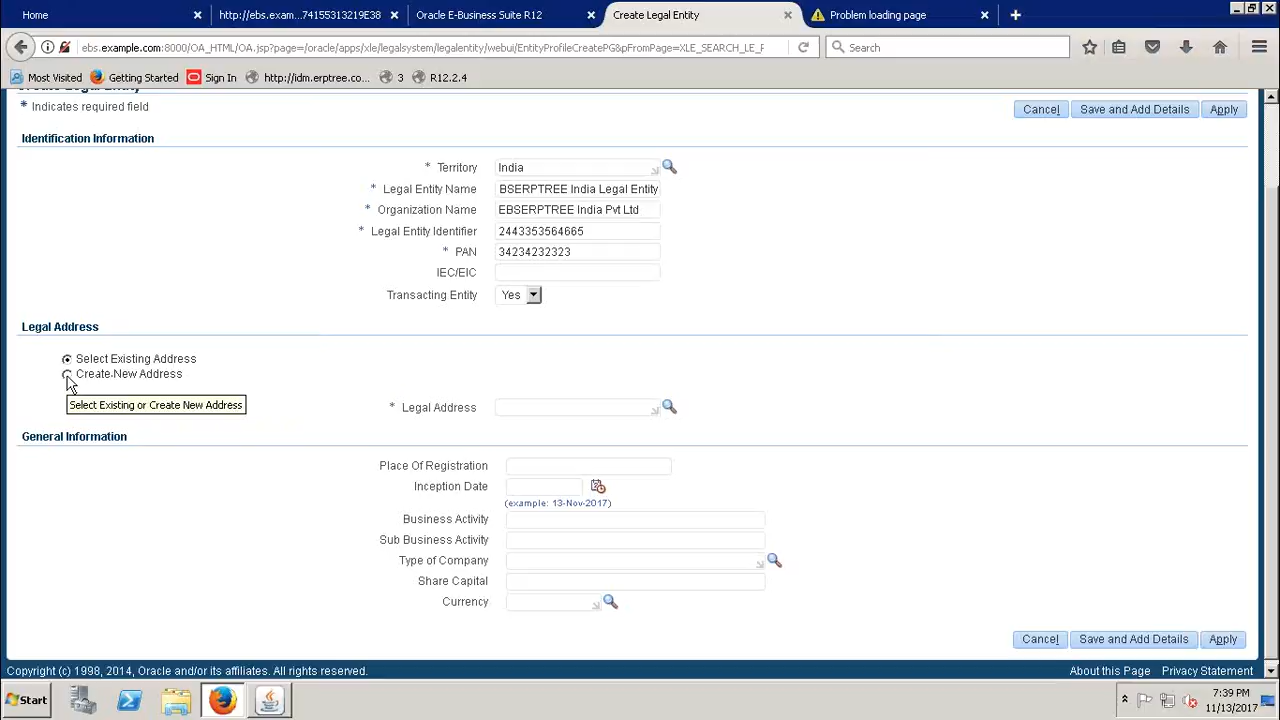 Home
http://ebs.exam...74155313219E38
Oracle E-Business Suite R12
Create Legal Entity
Problem loading page
ebs.example.com:8000/OA_HTML/OA.jsp?page=/oracle/apps/xle/legalsystem/legalentity/webui/EntityProfileCreatePG&pFromPage=XLE_SEARCH_LE_F
Search
Most Visited
Getting Started
Sign In
http://idm.erptree.co...
3
R12.2.4
Create Legal Entity
* Indicates required field
Cancel
Save and Add Details
Apply
Identification Information
* Territory India
* Legal Entity Name BSERPTREE India Legal Entity
* Organization Name EBSERPTREE India Pvt Ltd
* Legal Entity Identifier 2443353564665
* PAN 34234232323
IEC/EIC
Transacting Entity Yes
Legal Address
Select Existing Address
Create New Address
Select Existing or Create New Address
* Legal Address
General Information
Place Of Registration
Inception Date
(example: 13-Nov-2017)
Business Activity
Sub Business Activity
Type of Company
Share Capital
Currency
Cancel
Save and Add Details
Apply
Copyright (c) 1998, 2014, Oracle and/or its affiliates. All rights reserved.
About this Page
Privacy Statement
Start
7:39 PM
11/13/2017